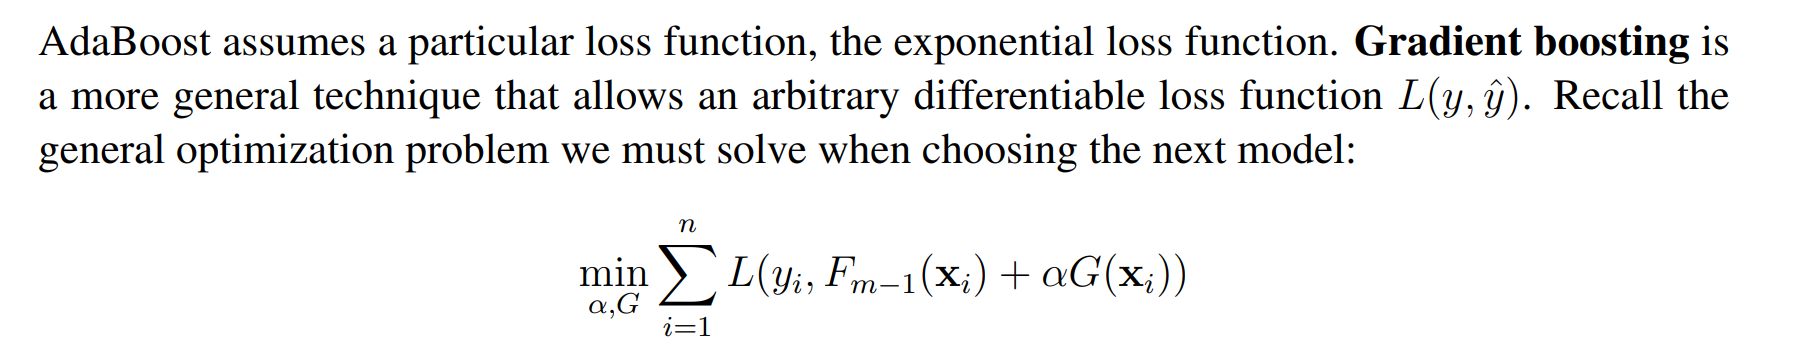 AdaBoost assumes a particular loss function, the exponential loss function. Gradient boosting is
a more general technique that allows an arbitrary differentiable loss function L(y, ŷ). Recall the
general optimization problem we must solve when choosing the next model:
min_{α,G} ∑_{i=1}^{n} L(y_i, F_{m−1}(x_i) + αG(x_i))